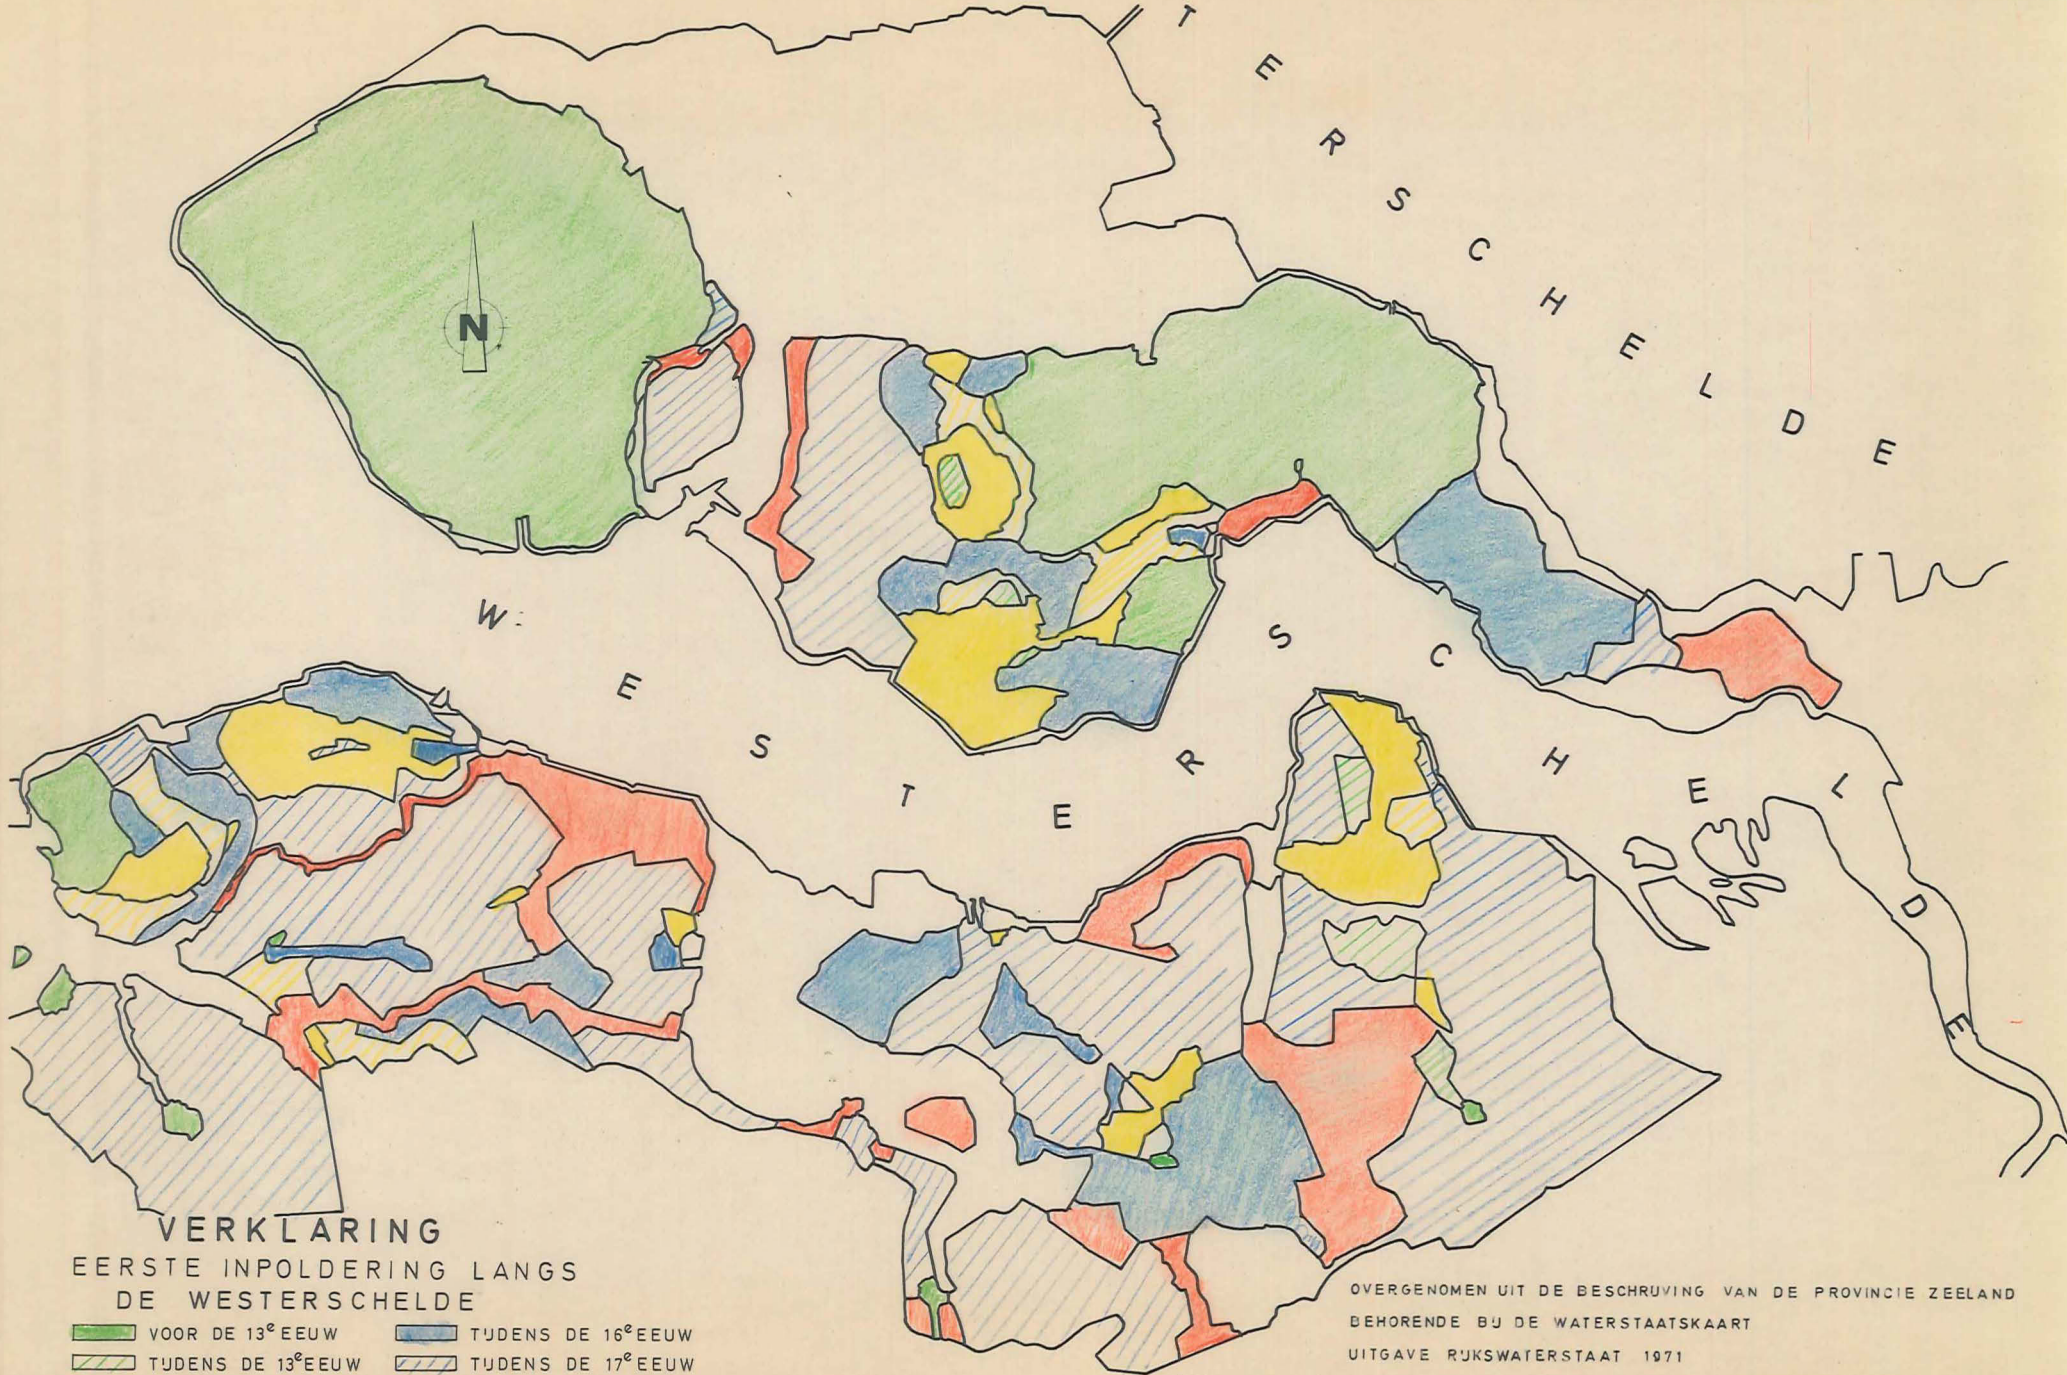 TERSCHELDE
N
WESTERSCHELDE
VERKLARING
EERSTE INPOLDERING LANGS
DE WESTERSCHELDE
VOOR DE 13e EEUW
TIJDENS DE 16e EEUW
TIJDENS DE 13e EEUW
TIJDENS DE 17e EEUW
OVERGENOMEN UIT DE BESCHRIJVING VAN DE PROVINCIE ZEELAND
BEHORENDE BIJ DE WATERSTAATSKAART
UITGAVE RIJKSWATERSTAAT 1971